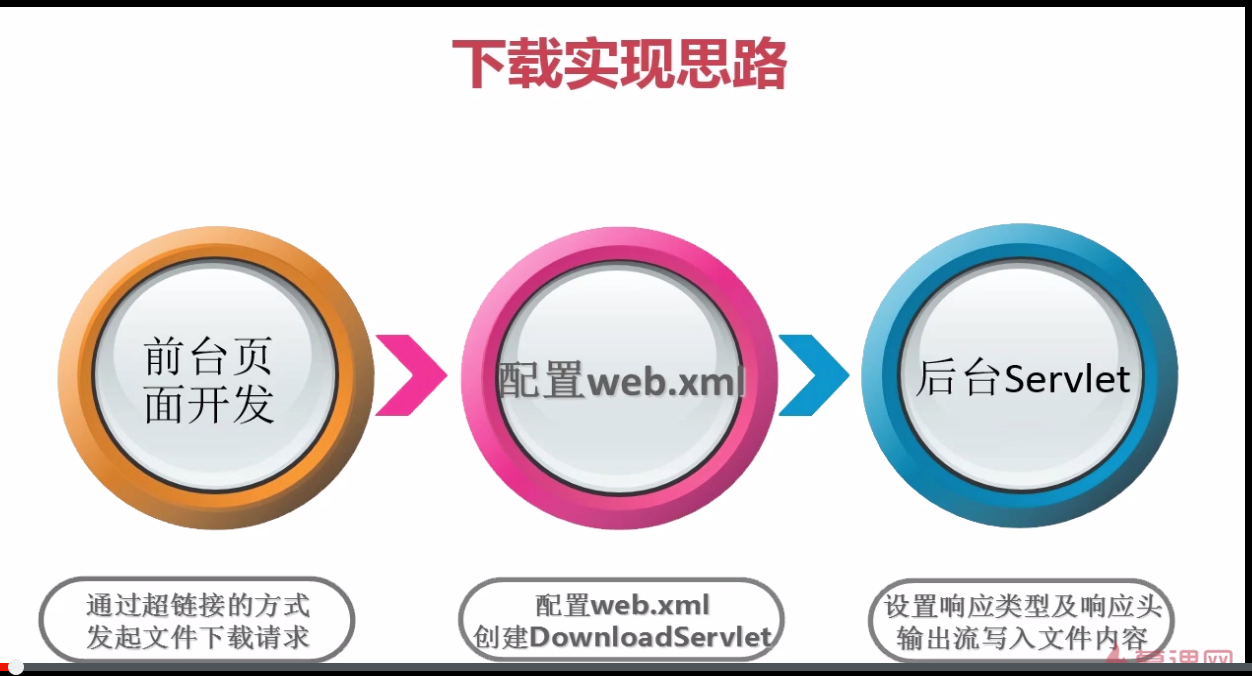 下载实现思路
前台页
面开发
配置web.xml
后台Servlet
通过超链接的方式
发起文件下载请求
配置web.xml
创建DownloadServlet
设置响应类型及响应头
输出流写入文件内容